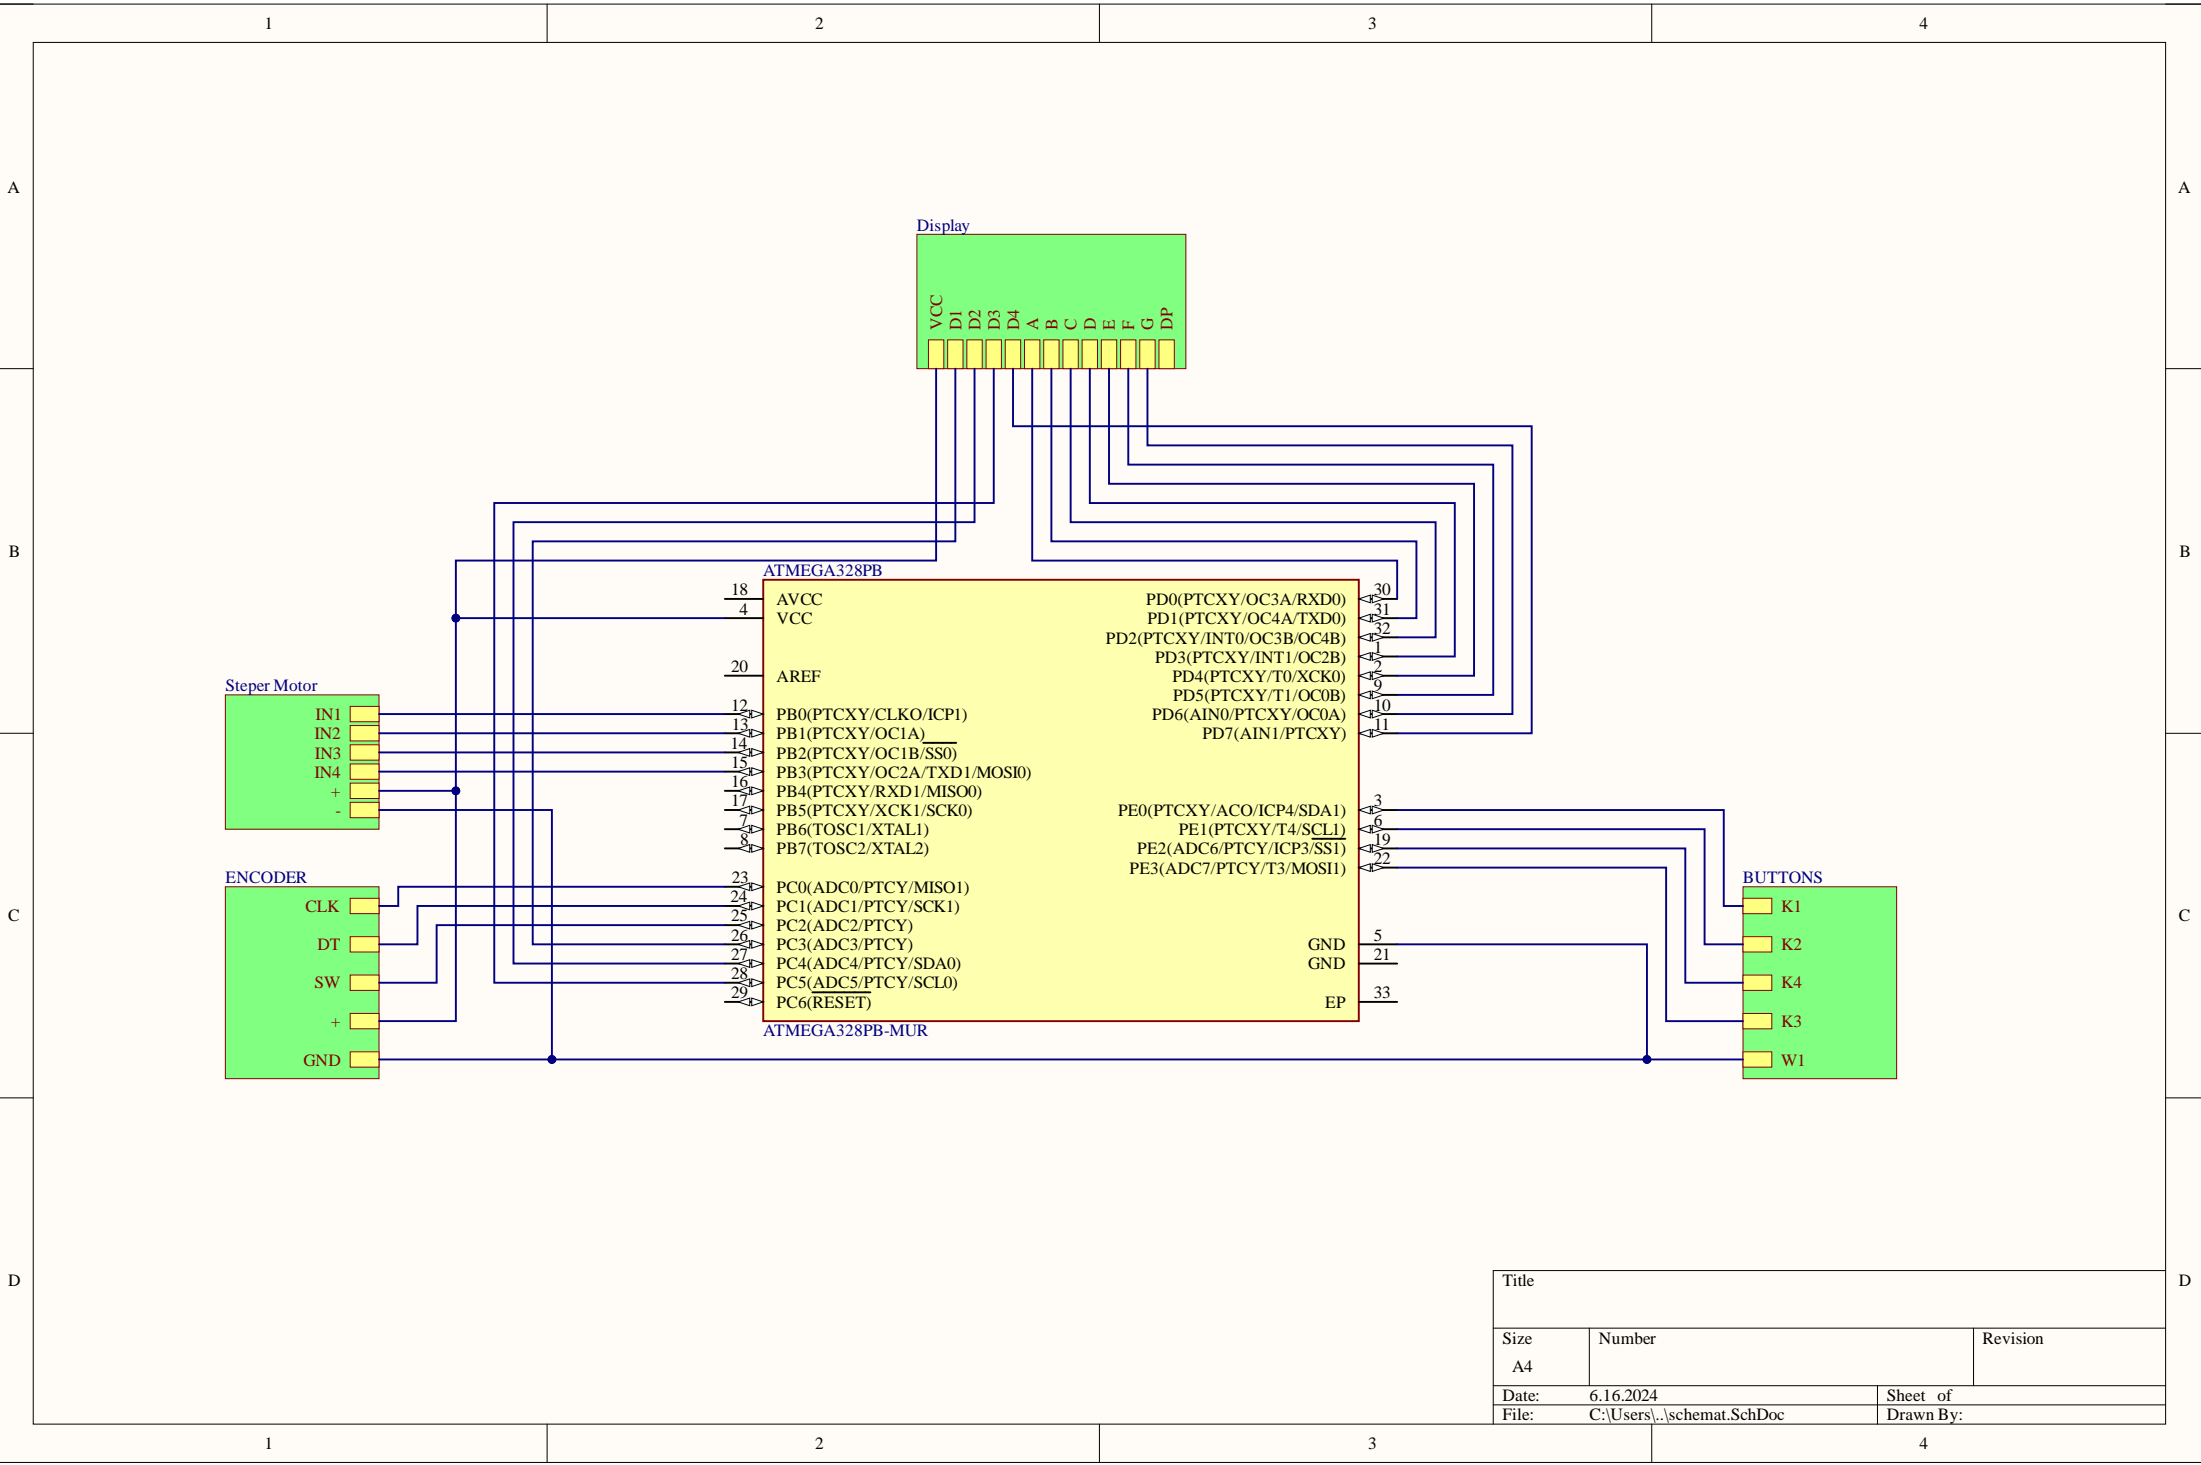 1 2 3 4
A A
Display
VCC D1 D2 D3 D4 A B C D E F G DP
B B
ATMEGA328PB
18 AVCC
4 VCC
20 AREF
12 PB0(PTCXY/CLKO/ICP1)
13 PB1(PTCXY/OC1A)
14 PB2(PTCXY/OC1B/SS0)
15 PB3(PTCXY/OC2A/TXD1/MOSI0)
16 PB4(PTCXY/RXD1/MISO0)
17 PB5(PTCXY/XCK1/SCK0)
7 PB6(TOSC1/XTAL1)
8 PB7(TOSC2/XTAL2)
23 PC0(ADC0/PTCY/MISO1)
24 PC1(ADC1/PTCY/SCK1)
25 PC2(ADC2/PTCY)
26 PC3(ADC3/PTCY)
27 PC4(ADC4/PTCY/SDA0)
28 PC5(ADC5/PTCY/SCL0)
29 PC6(RESET)
PD0(PTCXY/OC3A/RXD0) 30
PD1(PTCXY/OC4A/TXD0) 31
PD2(PTCXY/INT0/OC3B/OC4B) 32
PD3(PTCXY/INT1/OC2B) 1
PD4(PTCXY/T0/XCK0) 2
PD5(PTCXY/T1/OC0B) 9
PD6(AIN0/PTCXY/OC0A) 10
PD7(AIN1/PTCXY) 11
PE0(PTCXY/ACO/ICP4/SDA1) 3
PE1(PTCXY/T4/SCL1) 6
PE2(ADC6/PTCY/ICP3/SS1) 19
PE3(ADC7/PTCY/T3/MOSI1) 22
GND 5
GND 21
EP 33
ATMEGA328PB-MUR
Steper Motor
IN1
IN2
IN3
IN4
+
-
C C
ENCODER
CLK
DT
SW
+
GND
BUTTONS
K1
K2
K4
K3
W1
D D
Title
Size Number Revision
A4
Date: 6.16.2024 Sheet of
File: C:\Users\..\schemat.SchDoc Drawn By:
1 2 3 4